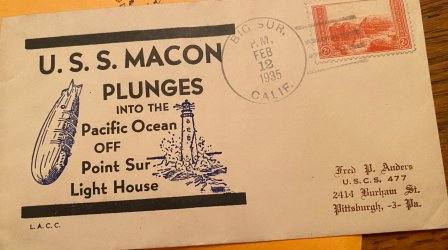 U. S. S. MACON
PLUNGES
INTO THE
Pacific Ocean
OFF
Point Sur
Light House
L. A. C. C.
BIG SUR.
P.M.
FEB
12
1935
CALIF.
2
Fred P. Anders
U. S. C. S. 477
2414 Burham St.
Pittsburgh, -3- Pa.